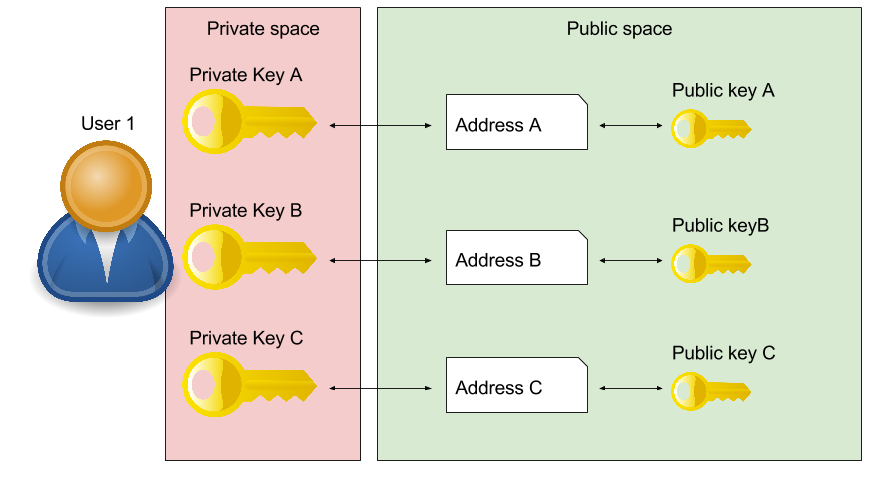 Private space
Public space
Private Key A
Public key A
User 1
Address A
Private Key B
Public keyB
Address B
Private Key C
Public key C
Address C